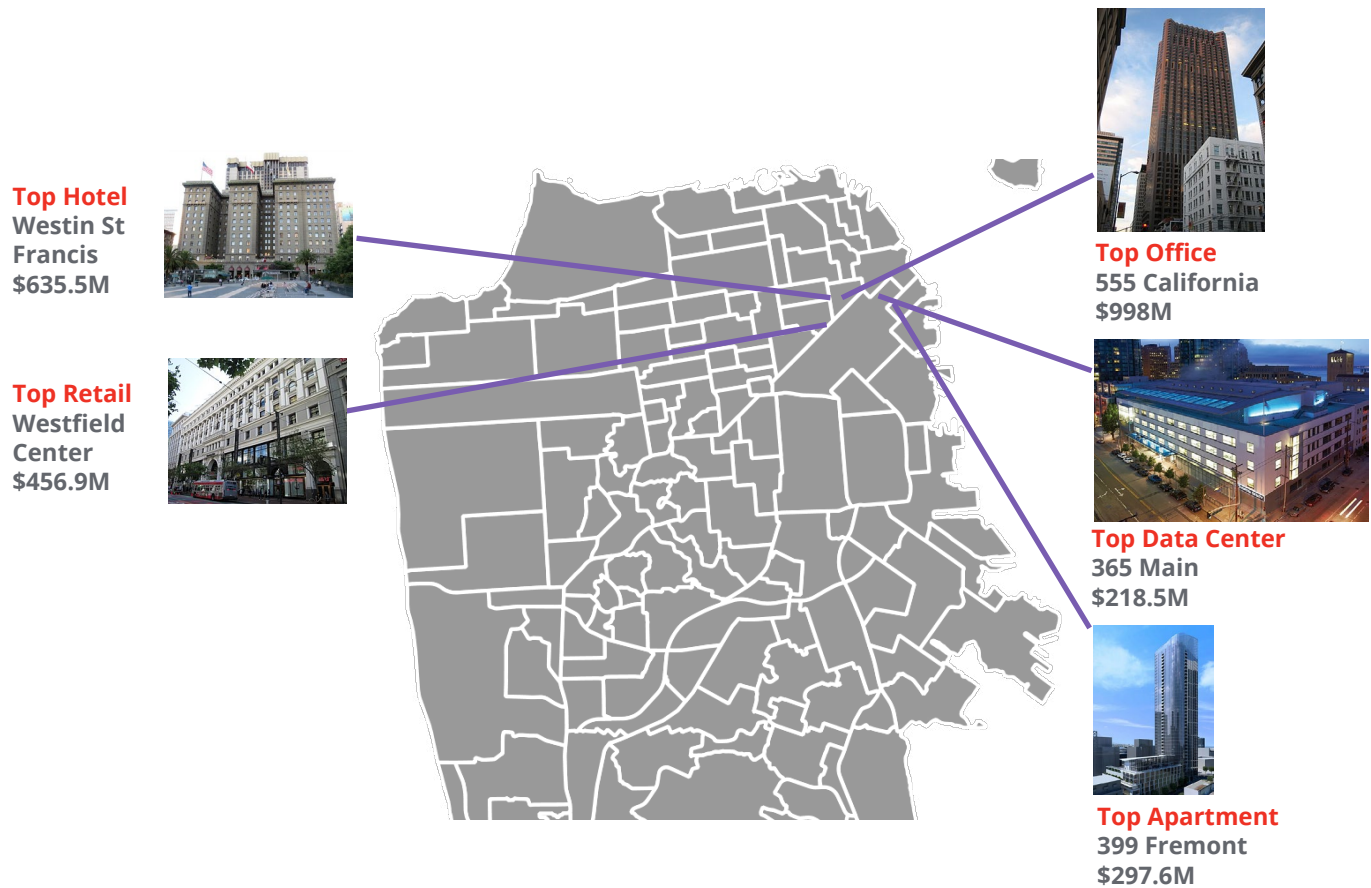 Top Hotel
Westin St
Francis
$635.5M
Top Retail
Westfield
Center
$456.9M
Top Office
555 California
$998M
Top Data Center
365 Main
$218.5M
Top Apartment
399 Fremont
$297.6M